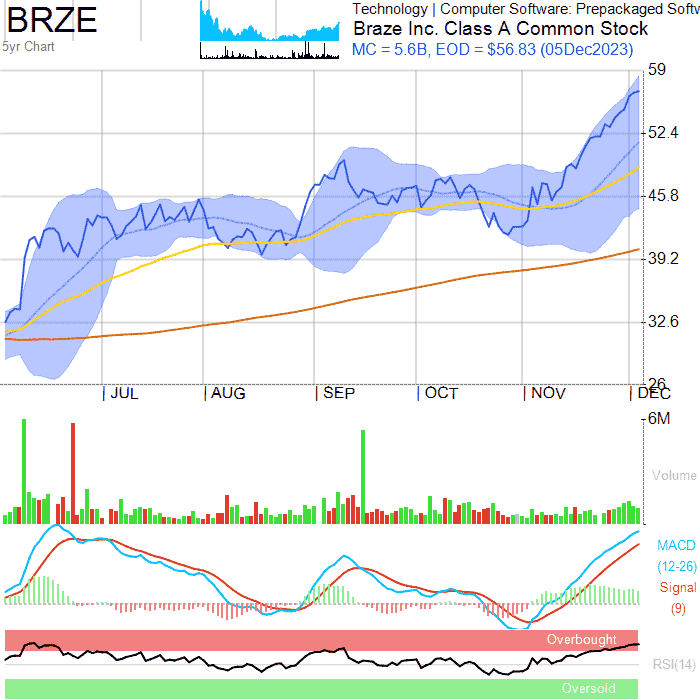 BRZE
5yr Chart
Technology | Computer Software: Prepackaged Softw
Braze Inc. Class A Common Stock
MC = 5.6B, EOD = $56.83 (05Dec2023)
59
52.4
45.8
39.2
32.6
26
JUL AUG SEP OCT NOV DEC
6M
Volume
MACD
(12-26)
Signal
(9)
Overbought
RSI(14)
Oversold